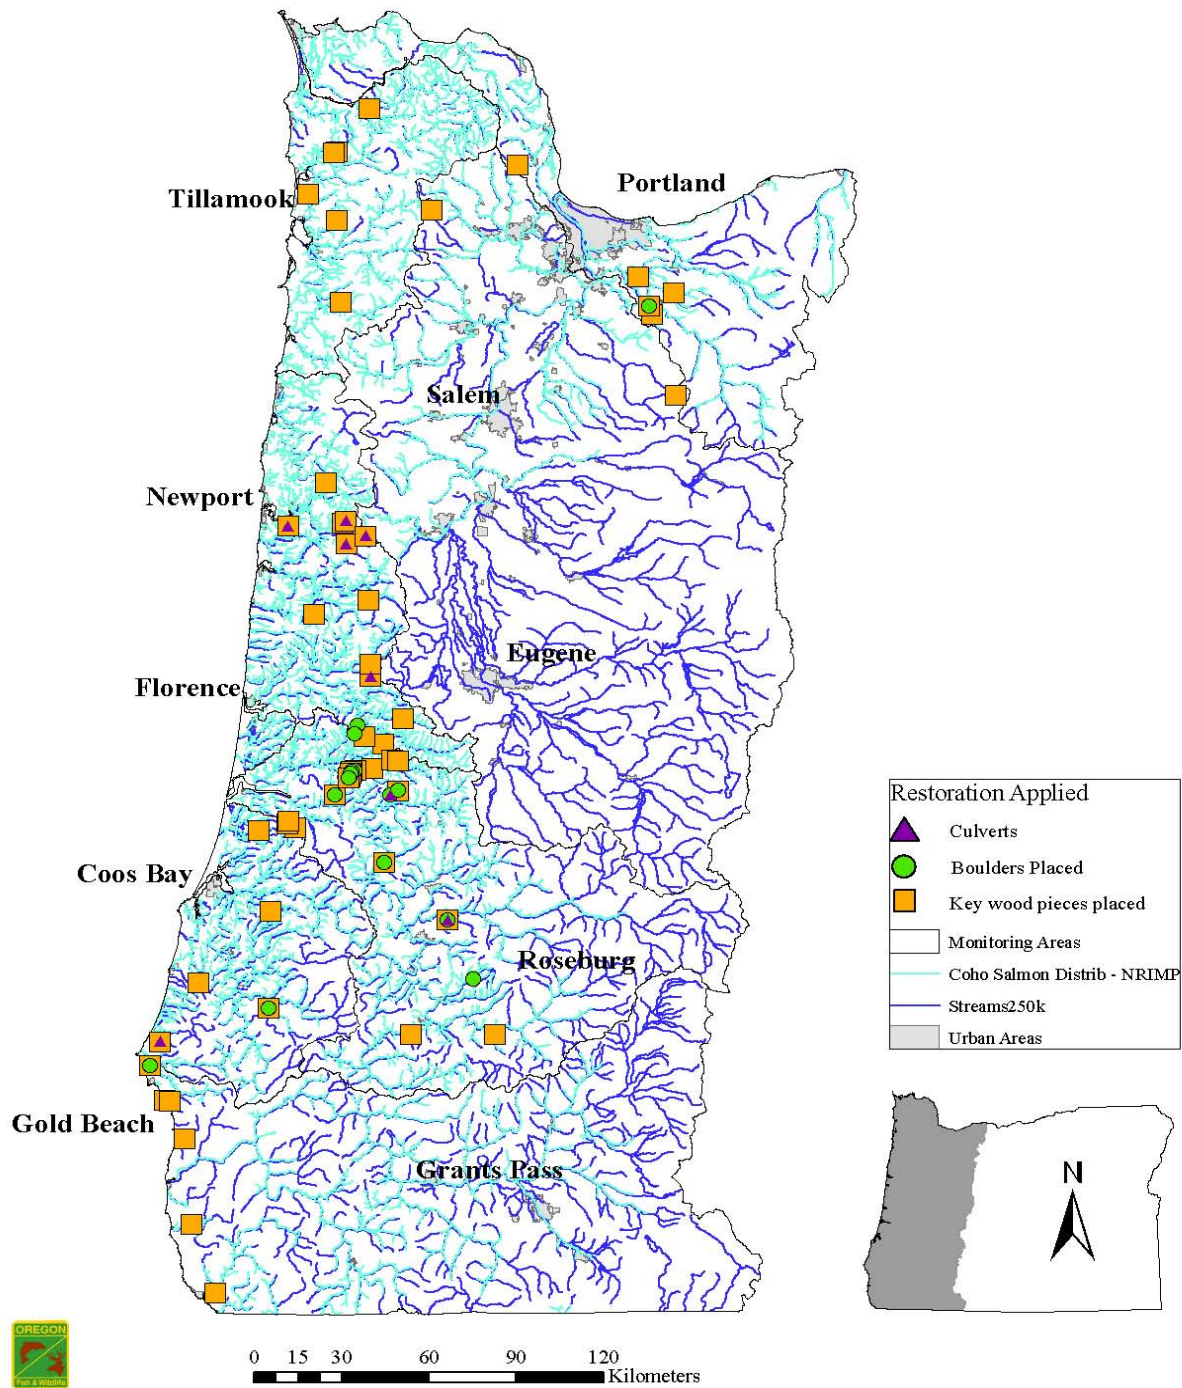 Tillamook
Portland
Salem
Newport
Eugene
Florence
Coos Bay
Roseburg
Gold Beach
Grants Pass
Restoration Applied
Culverts
Boulders Placed
Key wood pieces placed
Monitoring Areas
Coho Salmon Distrib - NRIMP
Streams250k
Urban Areas
N
OREGON
Fish & Wildlife
0 15 30 60 90 120
Kilometers